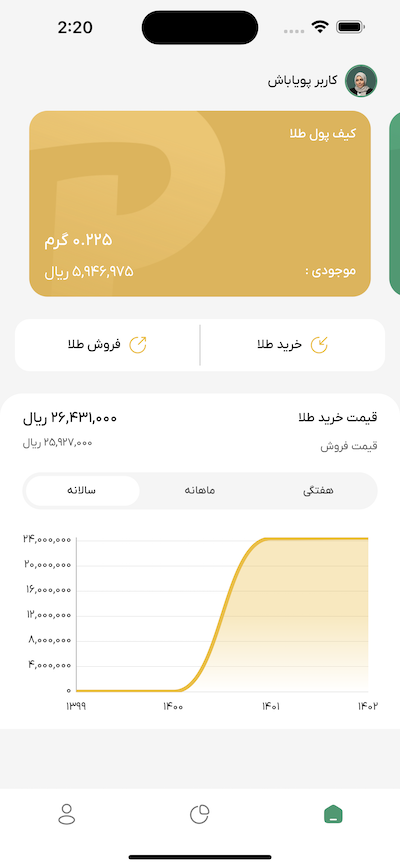 2:20
کاربر پویاباش
کیف پول طلا
۰.۲۲۵ گرم
موجودی :
۵,۹۴۶,۹۷۵ ریال
خرید طلا
فروش طلا
قیمت خرید طلا
۲۶,۴۳۱,۰۰۰ ریال
قیمت فروش
۲۵,۹۲۷,۰۰۰ ریال
هفتگی
ماهانه
سالانه
۲۴,۰۰۰,۰۰۰
۲۰,۰۰۰,۰۰۰
۱۶,۰۰۰,۰۰۰
۱۲,۰۰۰,۰۰۰
۸,۰۰۰,۰۰۰
۴,۰۰۰,۰۰۰
۰
۱۳۹۹ ۱۴۰۰ ۱۴۰۱ ۱۴۰۲